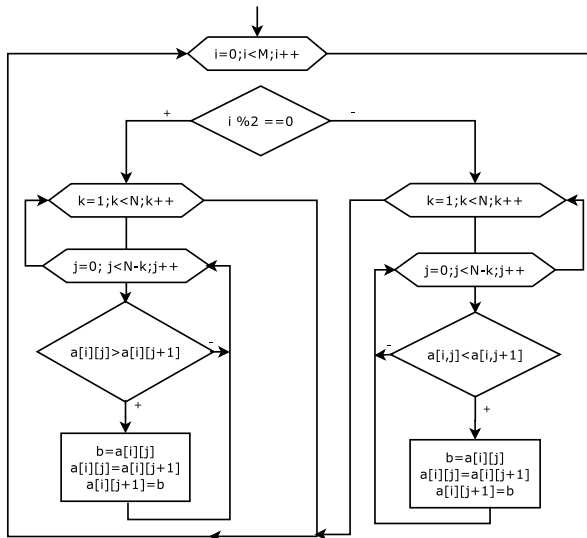 i=0;i<M;i++
i %2 ==0
+
-
k=1;k<N;k++
k=1;k<N;k++
j=0; j<N-k;j++
j=0;j<N-k;j++
a[i][j]>a[i][j+1]
-
a[i,j]<a[i,j+1]
-
+
+
b=a[i][j]
a[i][j]=a[i][j+1]
a[i][j+1]=b
b=a[i][j]
a[i][j]=a[i][j+1]
a[i][j+1]=b